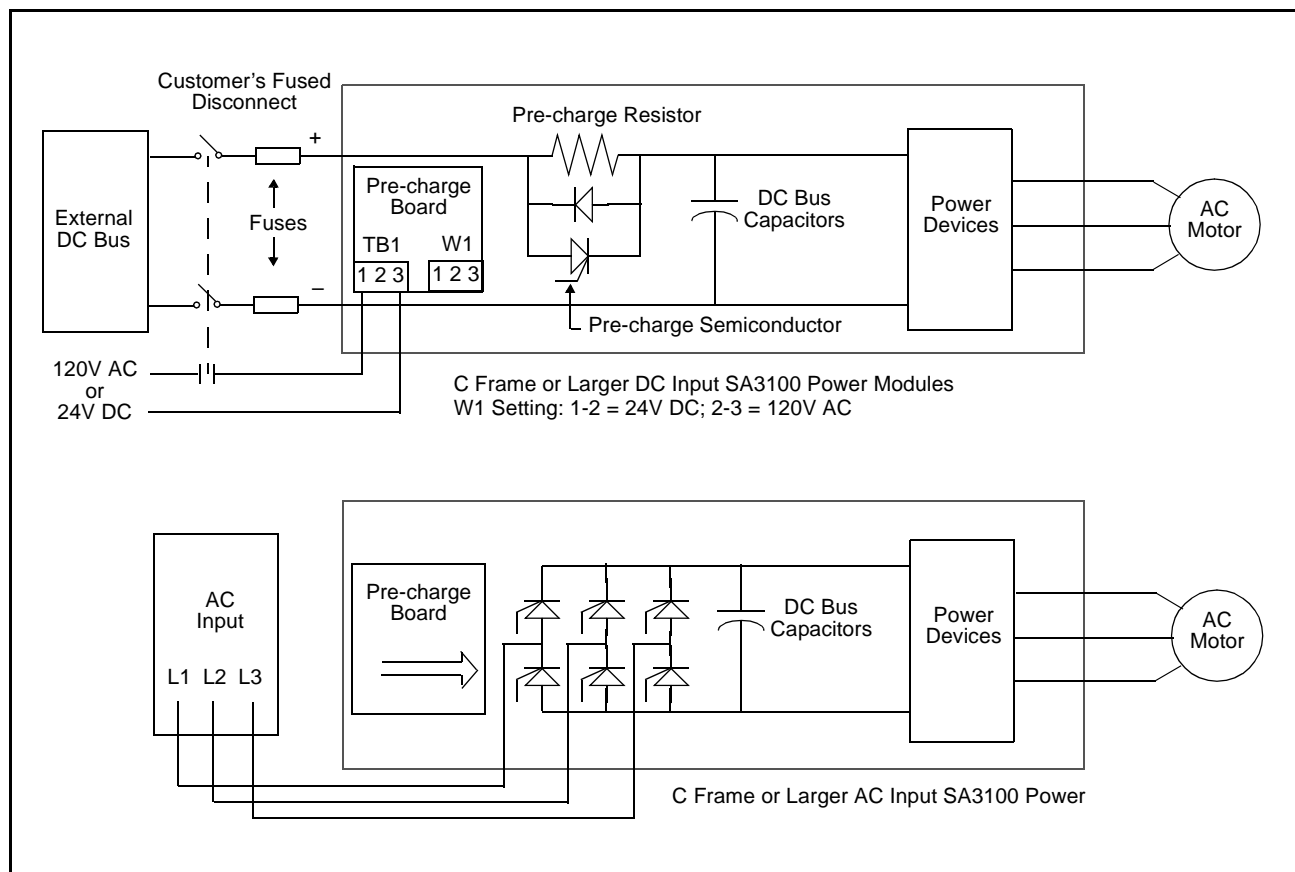 Customer’s Fused
Disconnect
Pre-charge Resistor
+
External
DC Bus
Fuses
–
Pre-charge
Board
TB1 W1
1 2 3 1 2 3
DC Bus
Capacitors
Power
Devices
AC
Motor
Pre-charge Semiconductor
120V AC
or
24V DC
C Frame or Larger DC Input SA3100 Power Modules
W1 Setting: 1-2 = 24V DC; 2-3 = 120V AC
AC
Input
L1 L2 L3
Pre-charge
Board
DC Bus
Capacitors
Power
Devices
AC
Motor
C Frame or Larger AC Input SA3100 Power